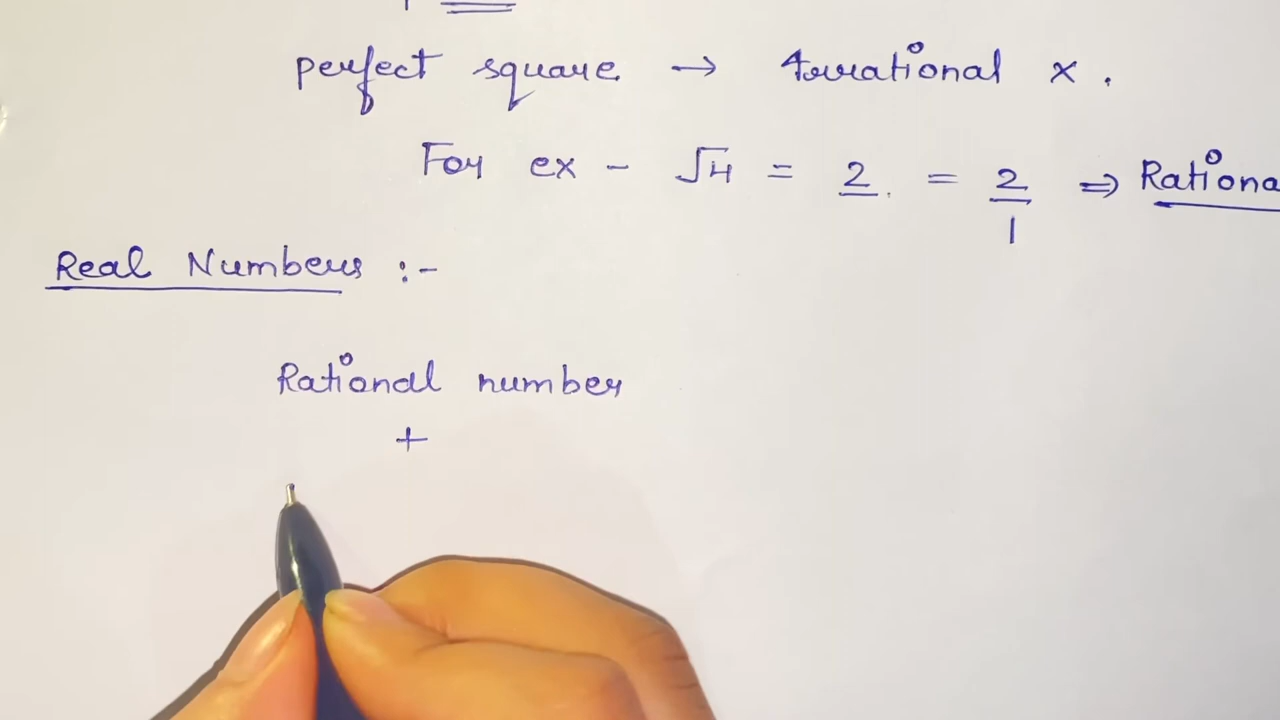 perfect square → Irrational x .
For ex - √4 = 2 . = 2/1 ⇒ Rationa
Real Numbers :-
Rational number
+